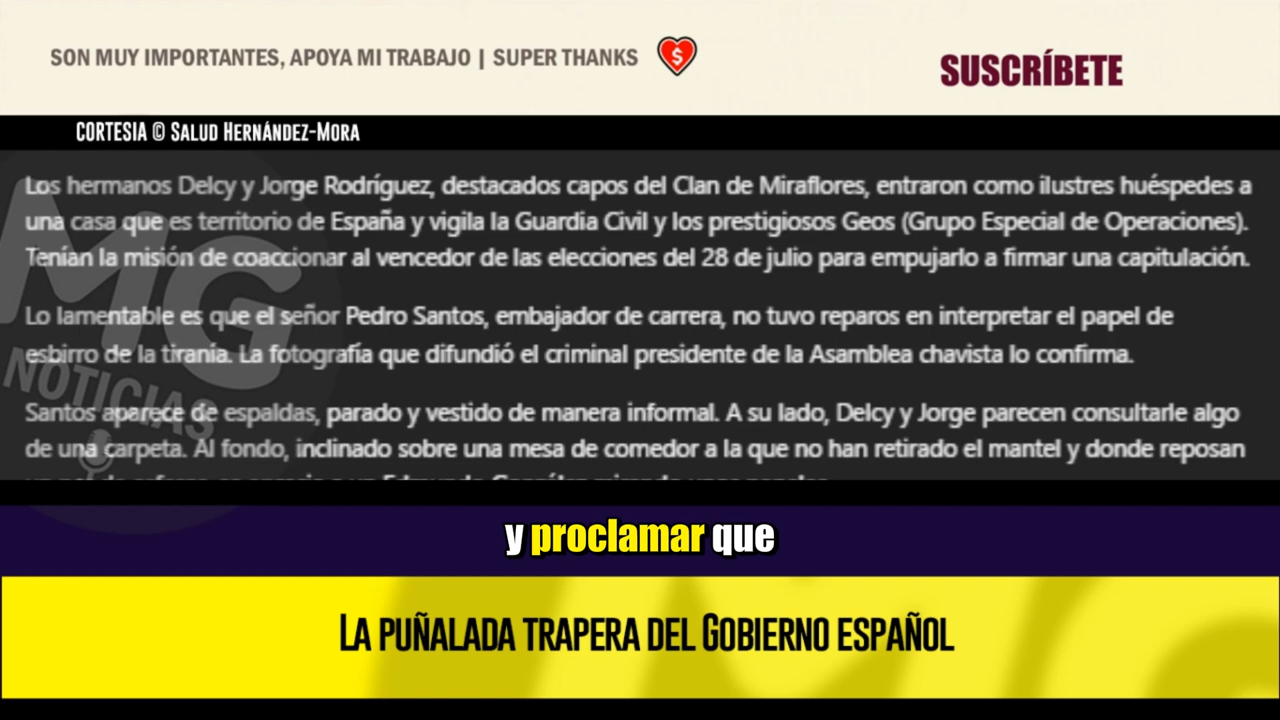 SON MUY IMPORTANTES, APOYA MI TRABAJO | SUPER THANKS $
SUSCRÍBETE
CORTESIA © SALUD HERNÁNDEZ-MORA
Los hermanos Delcy y Jorge Rodríguez, destacados capos del Clan de Miraflores, entraron como ilustres huéspedes a
una casa que es territorio de España y vigila la Guardia Civil y los prestigiosos Geos (Grupo Especial de Operaciones).
Tenían la misión de coaccionar al vencedor de las elecciones del 28 de julio para empujarlo a firmar una capitulación.
Lo lamentable es que el señor Pedro Santos, embajador de carrera, no tuvo reparos en interpretar el papel de
esbirro de la tiranía. La fotografía que difundió el criminal presidente de la Asamblea chavista lo confirma.
Santos aparece de espaldas, parado y vestido de manera informal. A su lado, Delcy y Jorge parecen consultarle algo
de una carpeta. Al fondo, inclinado sobre una mesa de comedor a la que no han retirado el mantel y donde reposan
MG
NOTICIAS
y proclamar que
LA PUÑALADA TRAPERA DEL GOBIERNO ESPAÑOL